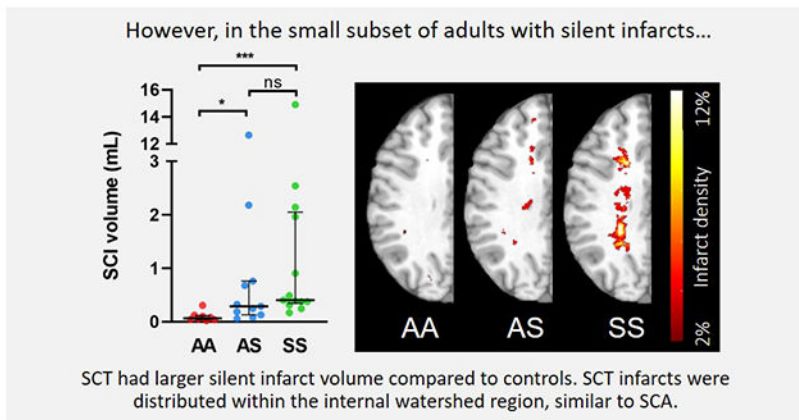 However, in the small subset of adults with silent infarcts...
***
ns
*
16
14
12
3
2
1
0
SCI volume (mL)
AA AS SS
AA AS SS
12%
Infarct density
2%
SCT had larger silent infarct volume compared to controls. SCT infarcts were
distributed within the internal watershed region, similar to SCA.